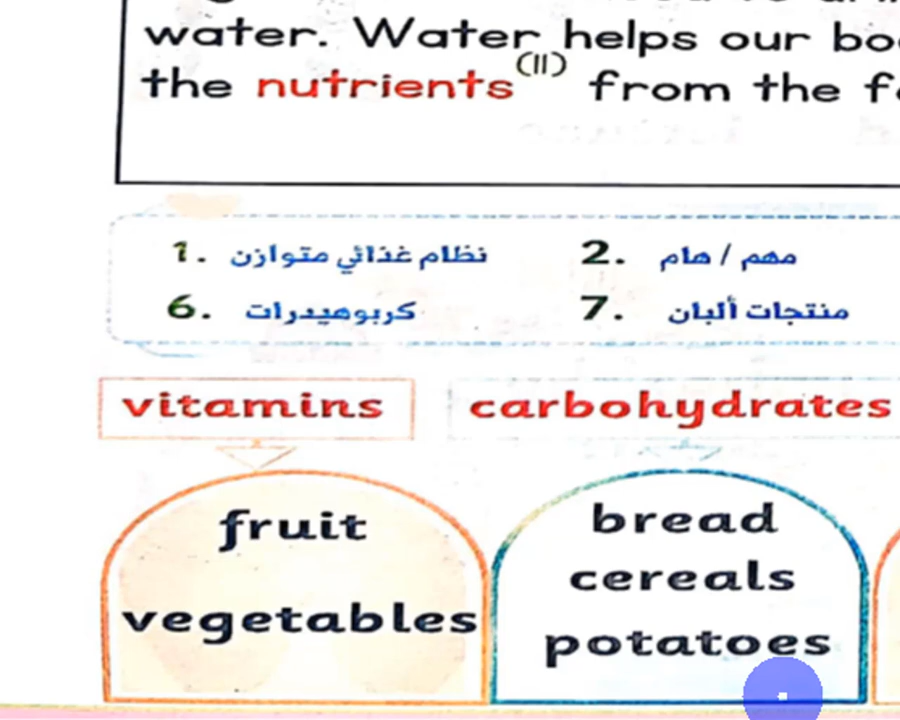 water. Water helps our
the nutrients(11) from the
1. نظام غذائي متوازن 2. مهم / هام
6. كربوهيدرات 7. منتجات ألبان
vitamins carbohydrates
fruit
vegetables
bread
cereals
potatoes